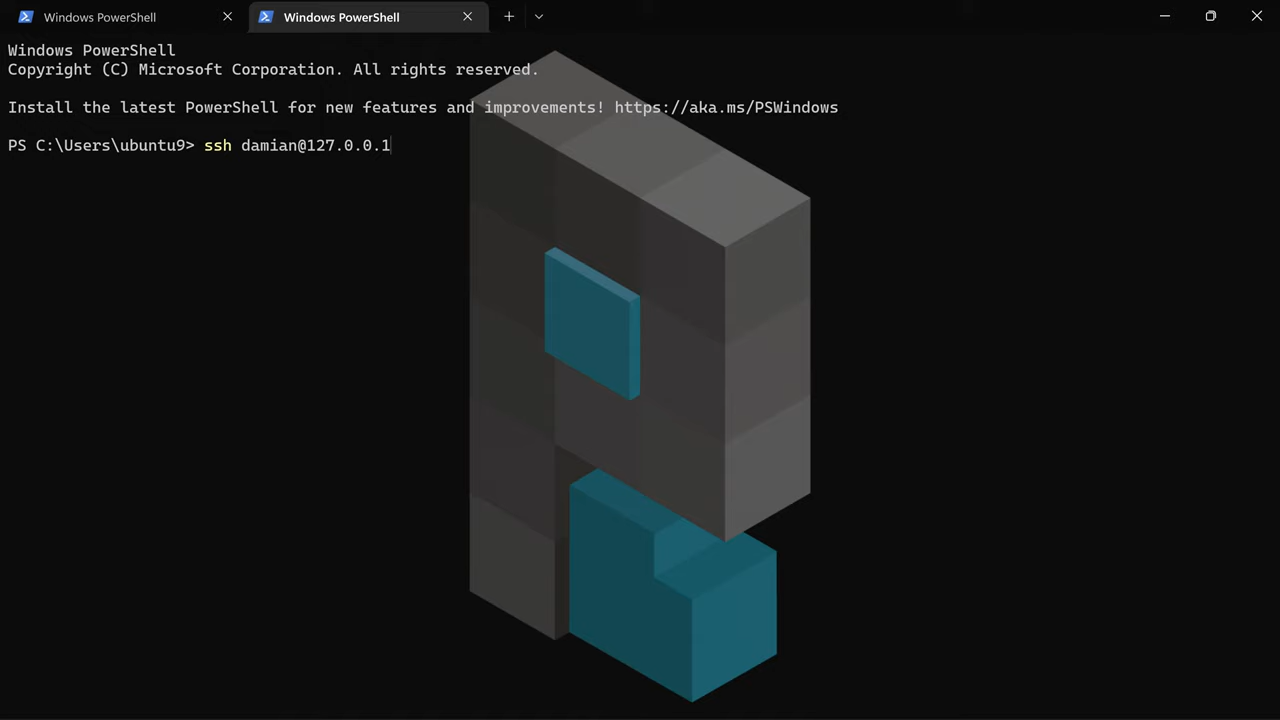 Windows PowerShell
Windows PowerShell
Windows PowerShell
Copyright (C) Microsoft Corporation. All rights reserved.
Install the latest PowerShell for new features and improvements! https://aka.ms/PSWindows
PS C:\Users\ubuntu9> ssh damian@127.0.0.1